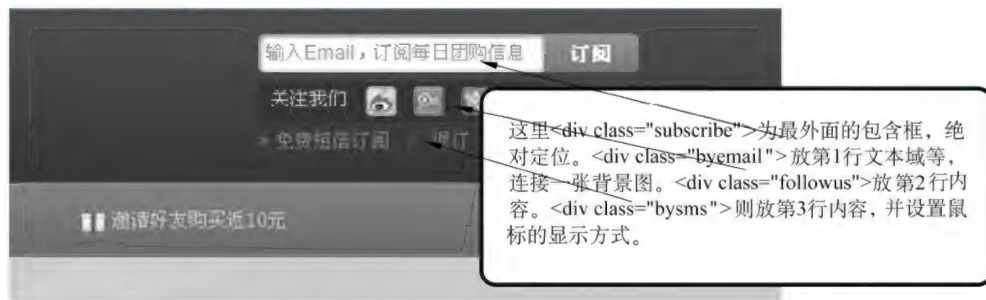 输入Email，订阅每日团购信息 订阅
关注我们
» 免费短信订阅 / 退订
这里<div class="subscribe">为最外面的包含框，绝
对定位。<div class="byemail">放第1行文本域等，
连接一张背景图。<div class="followus">放第2行内
容。<div class="bysms">则放第3行内容，并设置鼠
标的显示方式。
邀请好友购买返10元